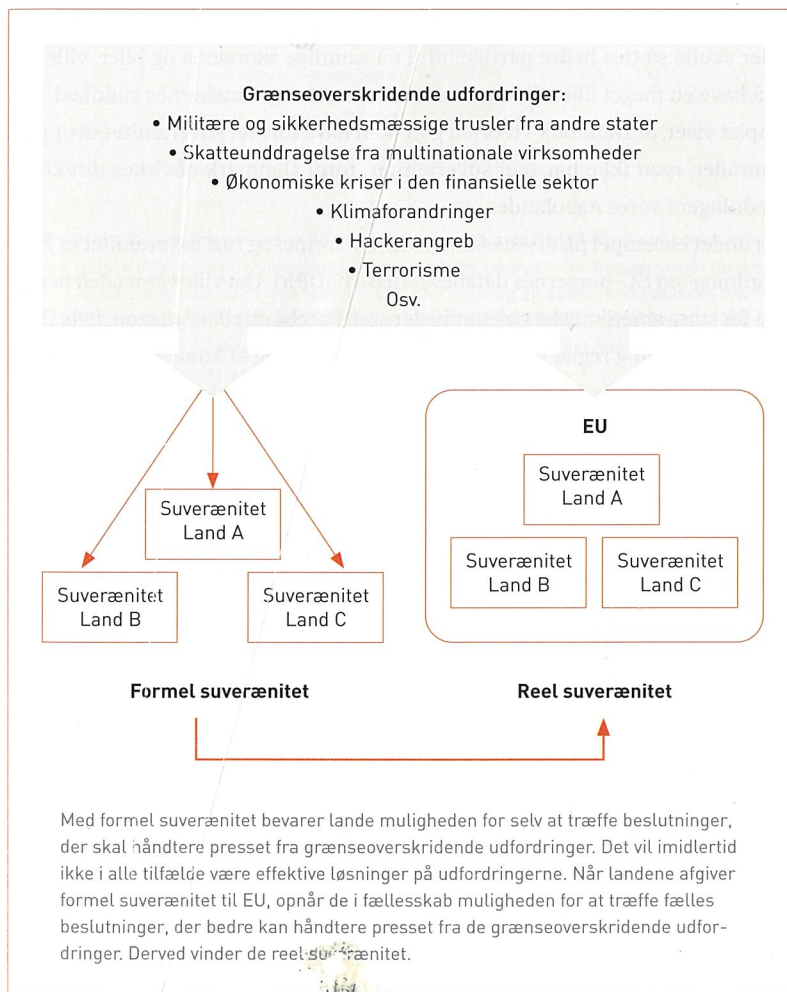 Grænseoverskridende udfordringer:
• Militære og sikkerhedsmæssige trusler fra andre stater
• Skatteunddragelse fra multinationale virksomheder
• Økonomiske kriser i den finansielle sektor
• Klimaforandringer
• Hackerangreb
• Terrorisme
Osv.
EU
Suverænitet
Land A
Suverænitet
Land B
Suverænitet
Land C
Suverænitet
Land A
Suverænitet
Land B
Suverænitet
Land C
Formel suverænitet
Reel suverænitet
Med formel suverænitet bevarer lande muligheden for selv at træffe beslutninger,
der skal håndtere presset fra grænseoverskridende udfordringer. Det vil imidlertid
ikke i alle tilfælde være effektive løsninger på udfordringerne. Når landene afgiver
formel suverænitet til EU, opnår de i fællesskab muligheden for at træffe fælles
beslutninger, der bedre kan håndtere presset fra de grænseoverskridende udfor-
dringer. Derved vinder de reel suverænitet.